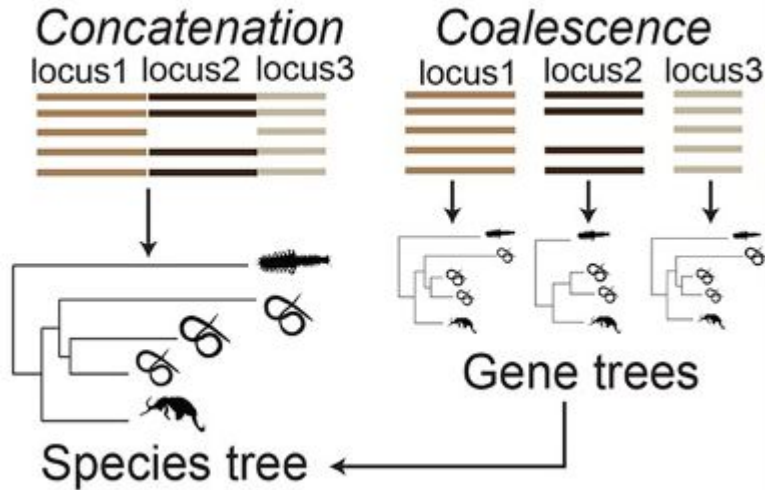 Concatenation
locus1 locus2 locus3
Coalescence
locus1 locus2 locus3
Gene trees
Species tree